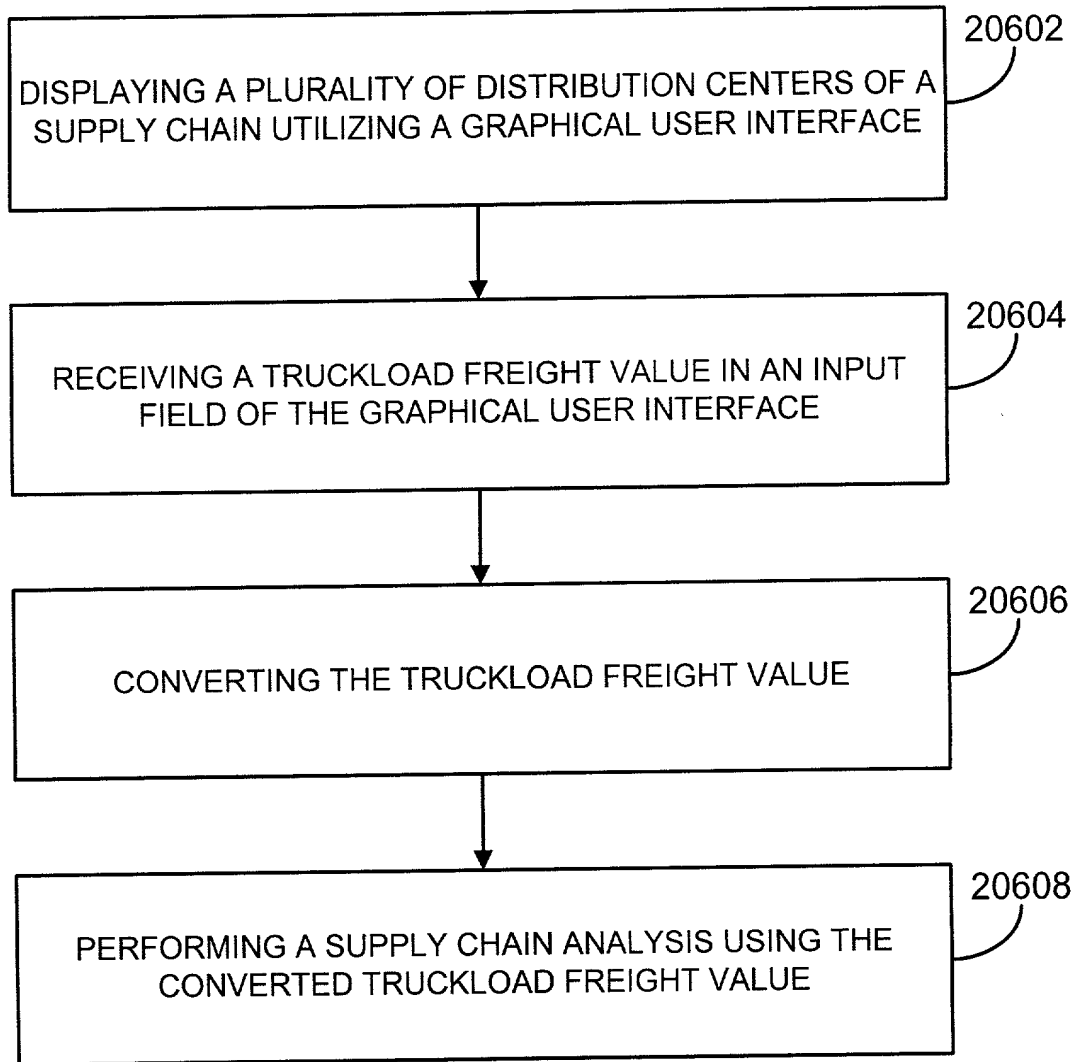 20602
DISPLAYING A PLURALITY OF DISTRIBUTION CENTERS OF A
SUPPLY CHAIN UTILIZING A GRAPHICAL USER INTERFACE
20604
RECEIVING A TRUCKLOAD FREIGHT VALUE IN AN INPUT
FIELD OF THE GRAPHICAL USER INTERFACE
20606
CONVERTING THE TRUCKLOAD FREIGHT VALUE
20608
PERFORMING A SUPPLY CHAIN ANALYSIS USING THE
CONVERTED TRUCKLOAD FREIGHT VALUE